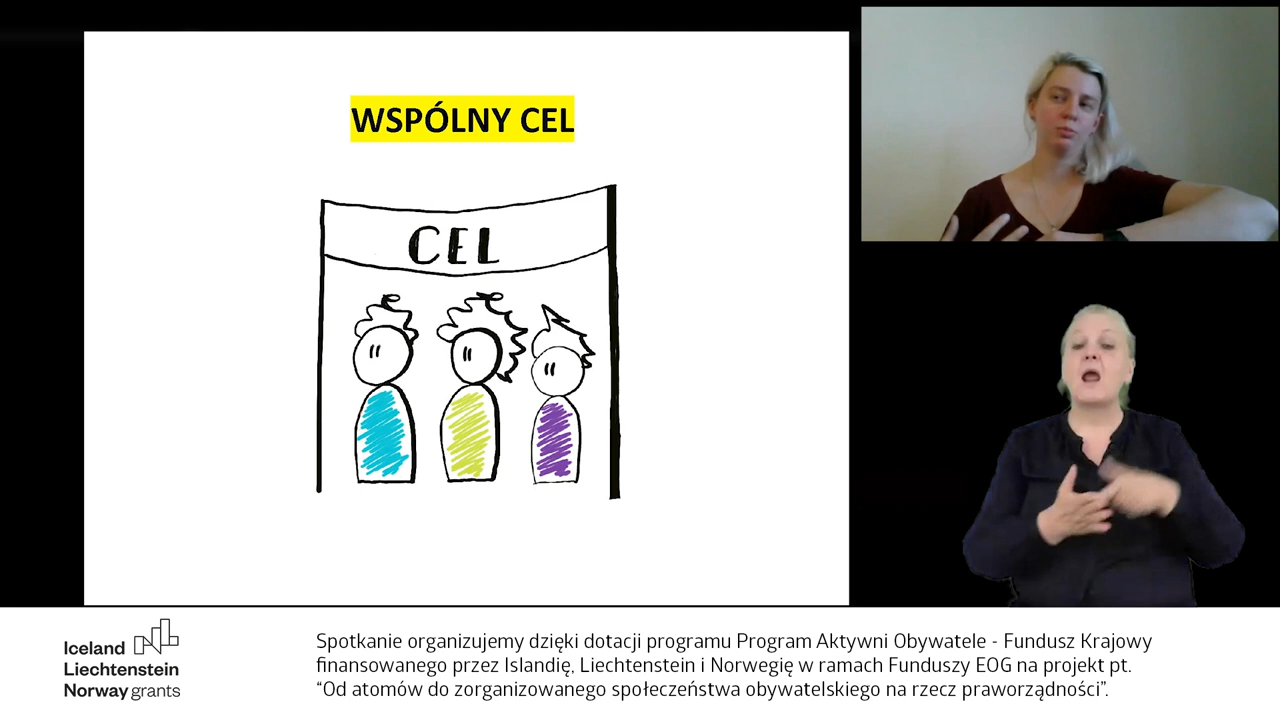 WSPÓLNY CEL
CEL
Iceland
Liechtenstein
Norway grants
Spotkanie organizujemy dzięki dotacji programu Program Aktywni Obywatele - Fundusz Krajowy
finansowanego przez Islandię, Liechtenstein i Norwegię w ramach Funduszy EOG na projekt pt.
“Od atomów do zorganizowanego społeczeństwa obywatelskiego na rzecz praworządności”.